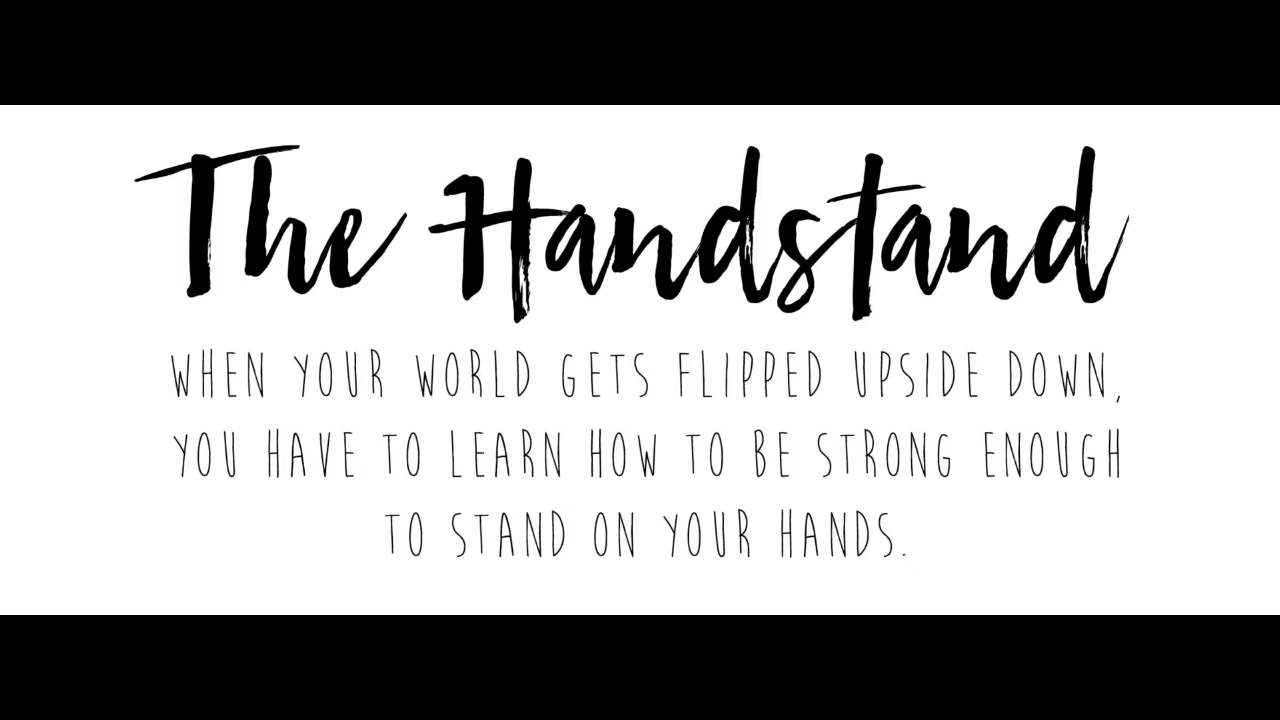 The Handstand
WHEN YOUR WORLD GETS FLIPPED UPSIDE DOWN,
YOU HAVE TO LEARN HOW TO BE STRONG ENOUGH
TO STAND ON YOUR HANDS.